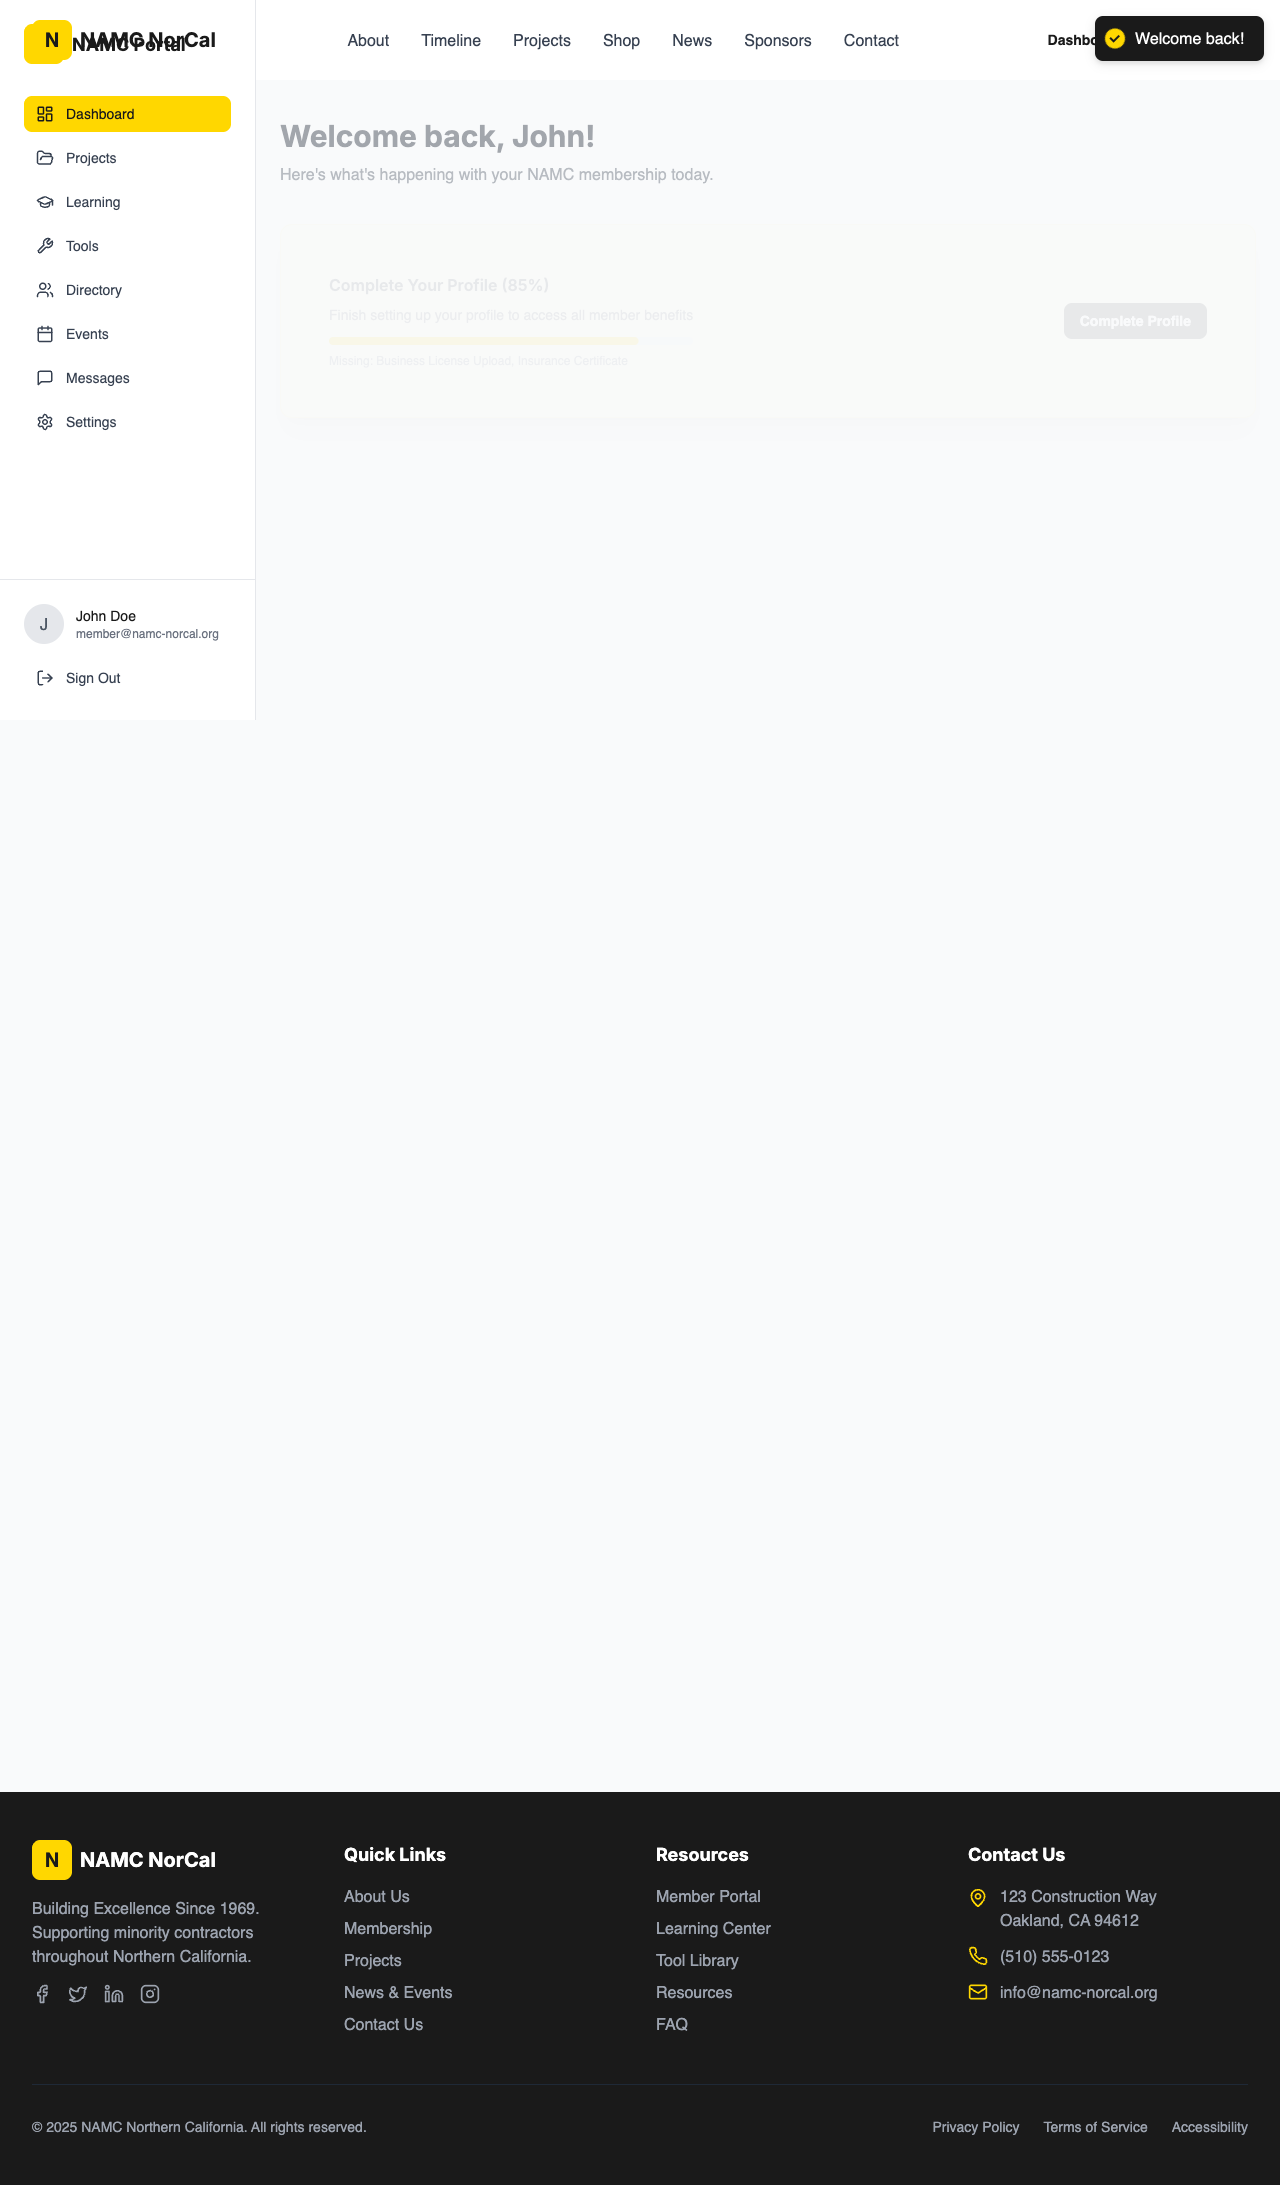 N NAMC NorCal
NAMC Portal
About Timeline Projects Shop News Sponsors Contact
Welcome back!
Dashboard
Projects
Learning
Tools
Directory
Events
Messages
Settings
J
John Doe
member@namc-norcal.org
Sign Out
Welcome back, John!
Here's what's happening with your NAMC membership today.
Complete Your Profile (85%)
Finish setting up your profile to access all member benefits
Missing: Business License Upload, Insurance Certificate
Complete Profile
N NAMC NorCal
Building Excellence Since 1969.
Supporting minority contractors
throughout Northern California.
Quick Links
About Us
Membership
Projects
News & Events
Contact Us
Resources
Member Portal
Learning Center
Tool Library
Resources
FAQ
Contact Us
123 Construction Way
Oakland, CA 94612
(510) 555-0123
info@namc-norcal.org
© 2025 NAMC Northern California. All rights reserved.
Privacy Policy Terms of Service Accessibility